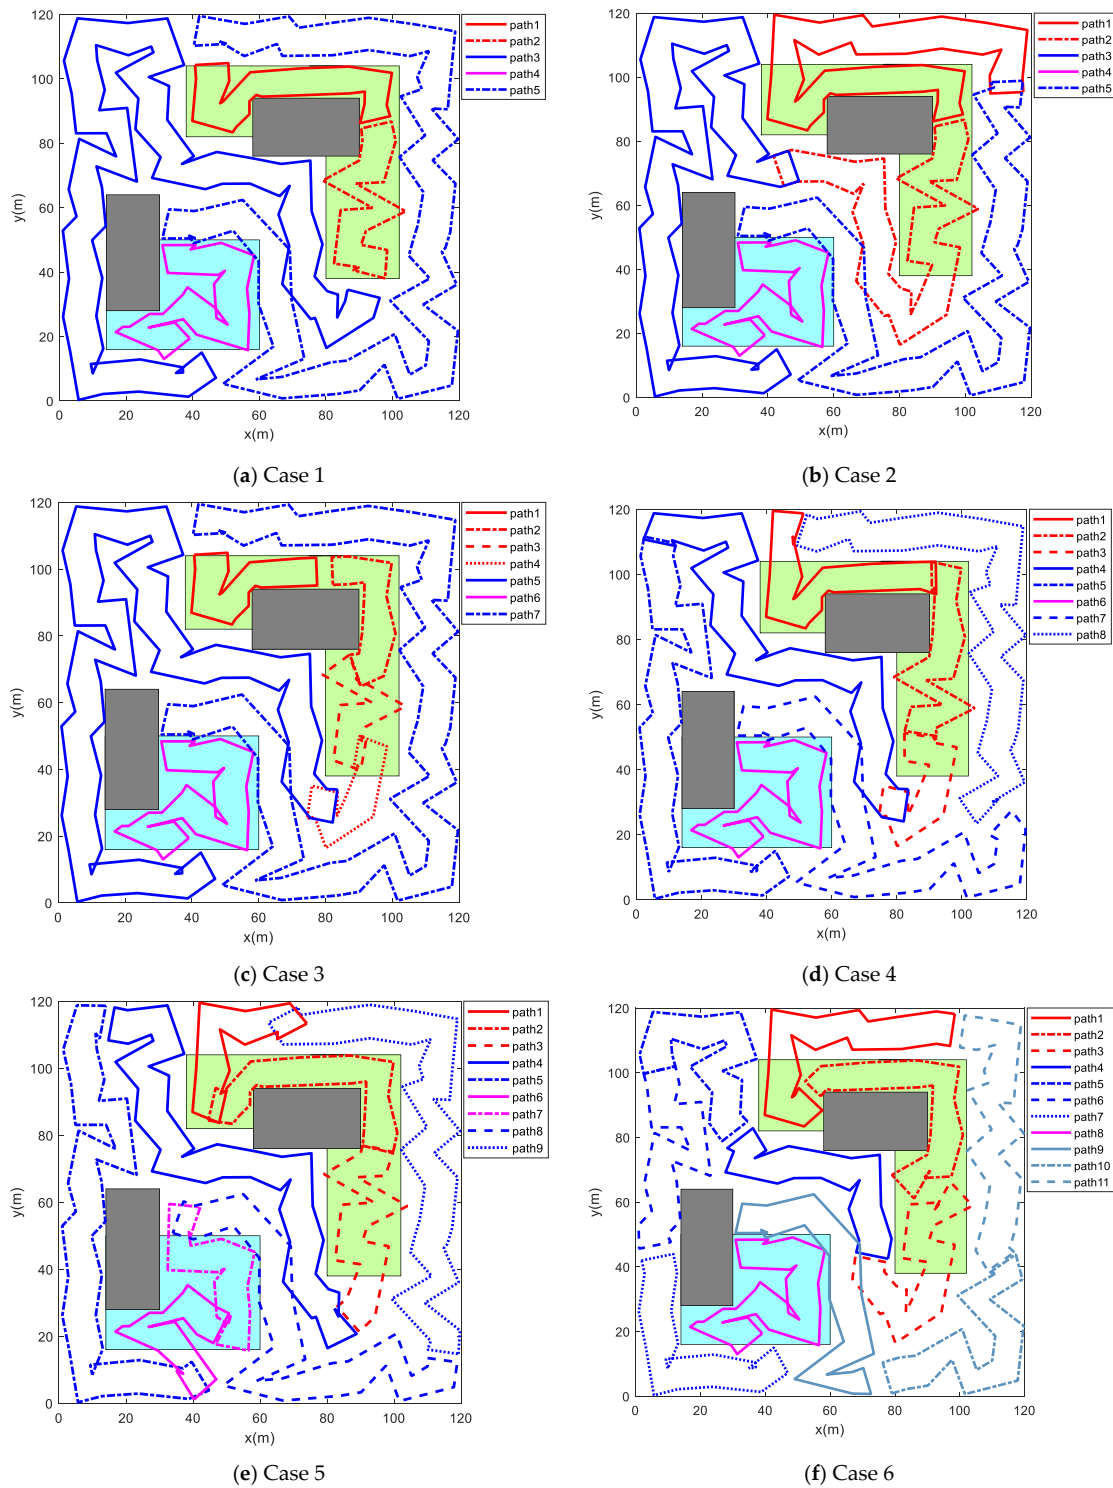 120
100
80
60
40
20
0
y(m)
0 20 40 60 80 100 120
x(m)
path1
path2
path3
path4
path5
(a) Case 1
120
100
80
60
40
20
0
y(m)
0 20 40 60 80 100 120
x(m)
path1
path2
path3
path4
path5
(b) Case 2
120
100
80
60
40
20
0
y(m)
0 20 40 60 80 100 120
x(m)
path1
path2
path3
path4
path5
path6
path7
(c) Case 3
120
100
80
60
40
20
0
y(m)
0 20 40 60 80 100 120
x(m)
path1
path2
path3
path4
path5
path6
path7
path8
(d) Case 4
120
100
80
60
40
20
0
y(m)
0 20 40 60 80 100 120
x(m)
path1
path2
path3
path4
path5
path6
path7
path8
path9
(e) Case 5
120
100
80
60
40
20
0
y(m)
0 20 40 60 80 100 120
x(m)
path1
path2
path3
path4
path5
path6
path7
path8
path9
path10
path11
(f) Case 6